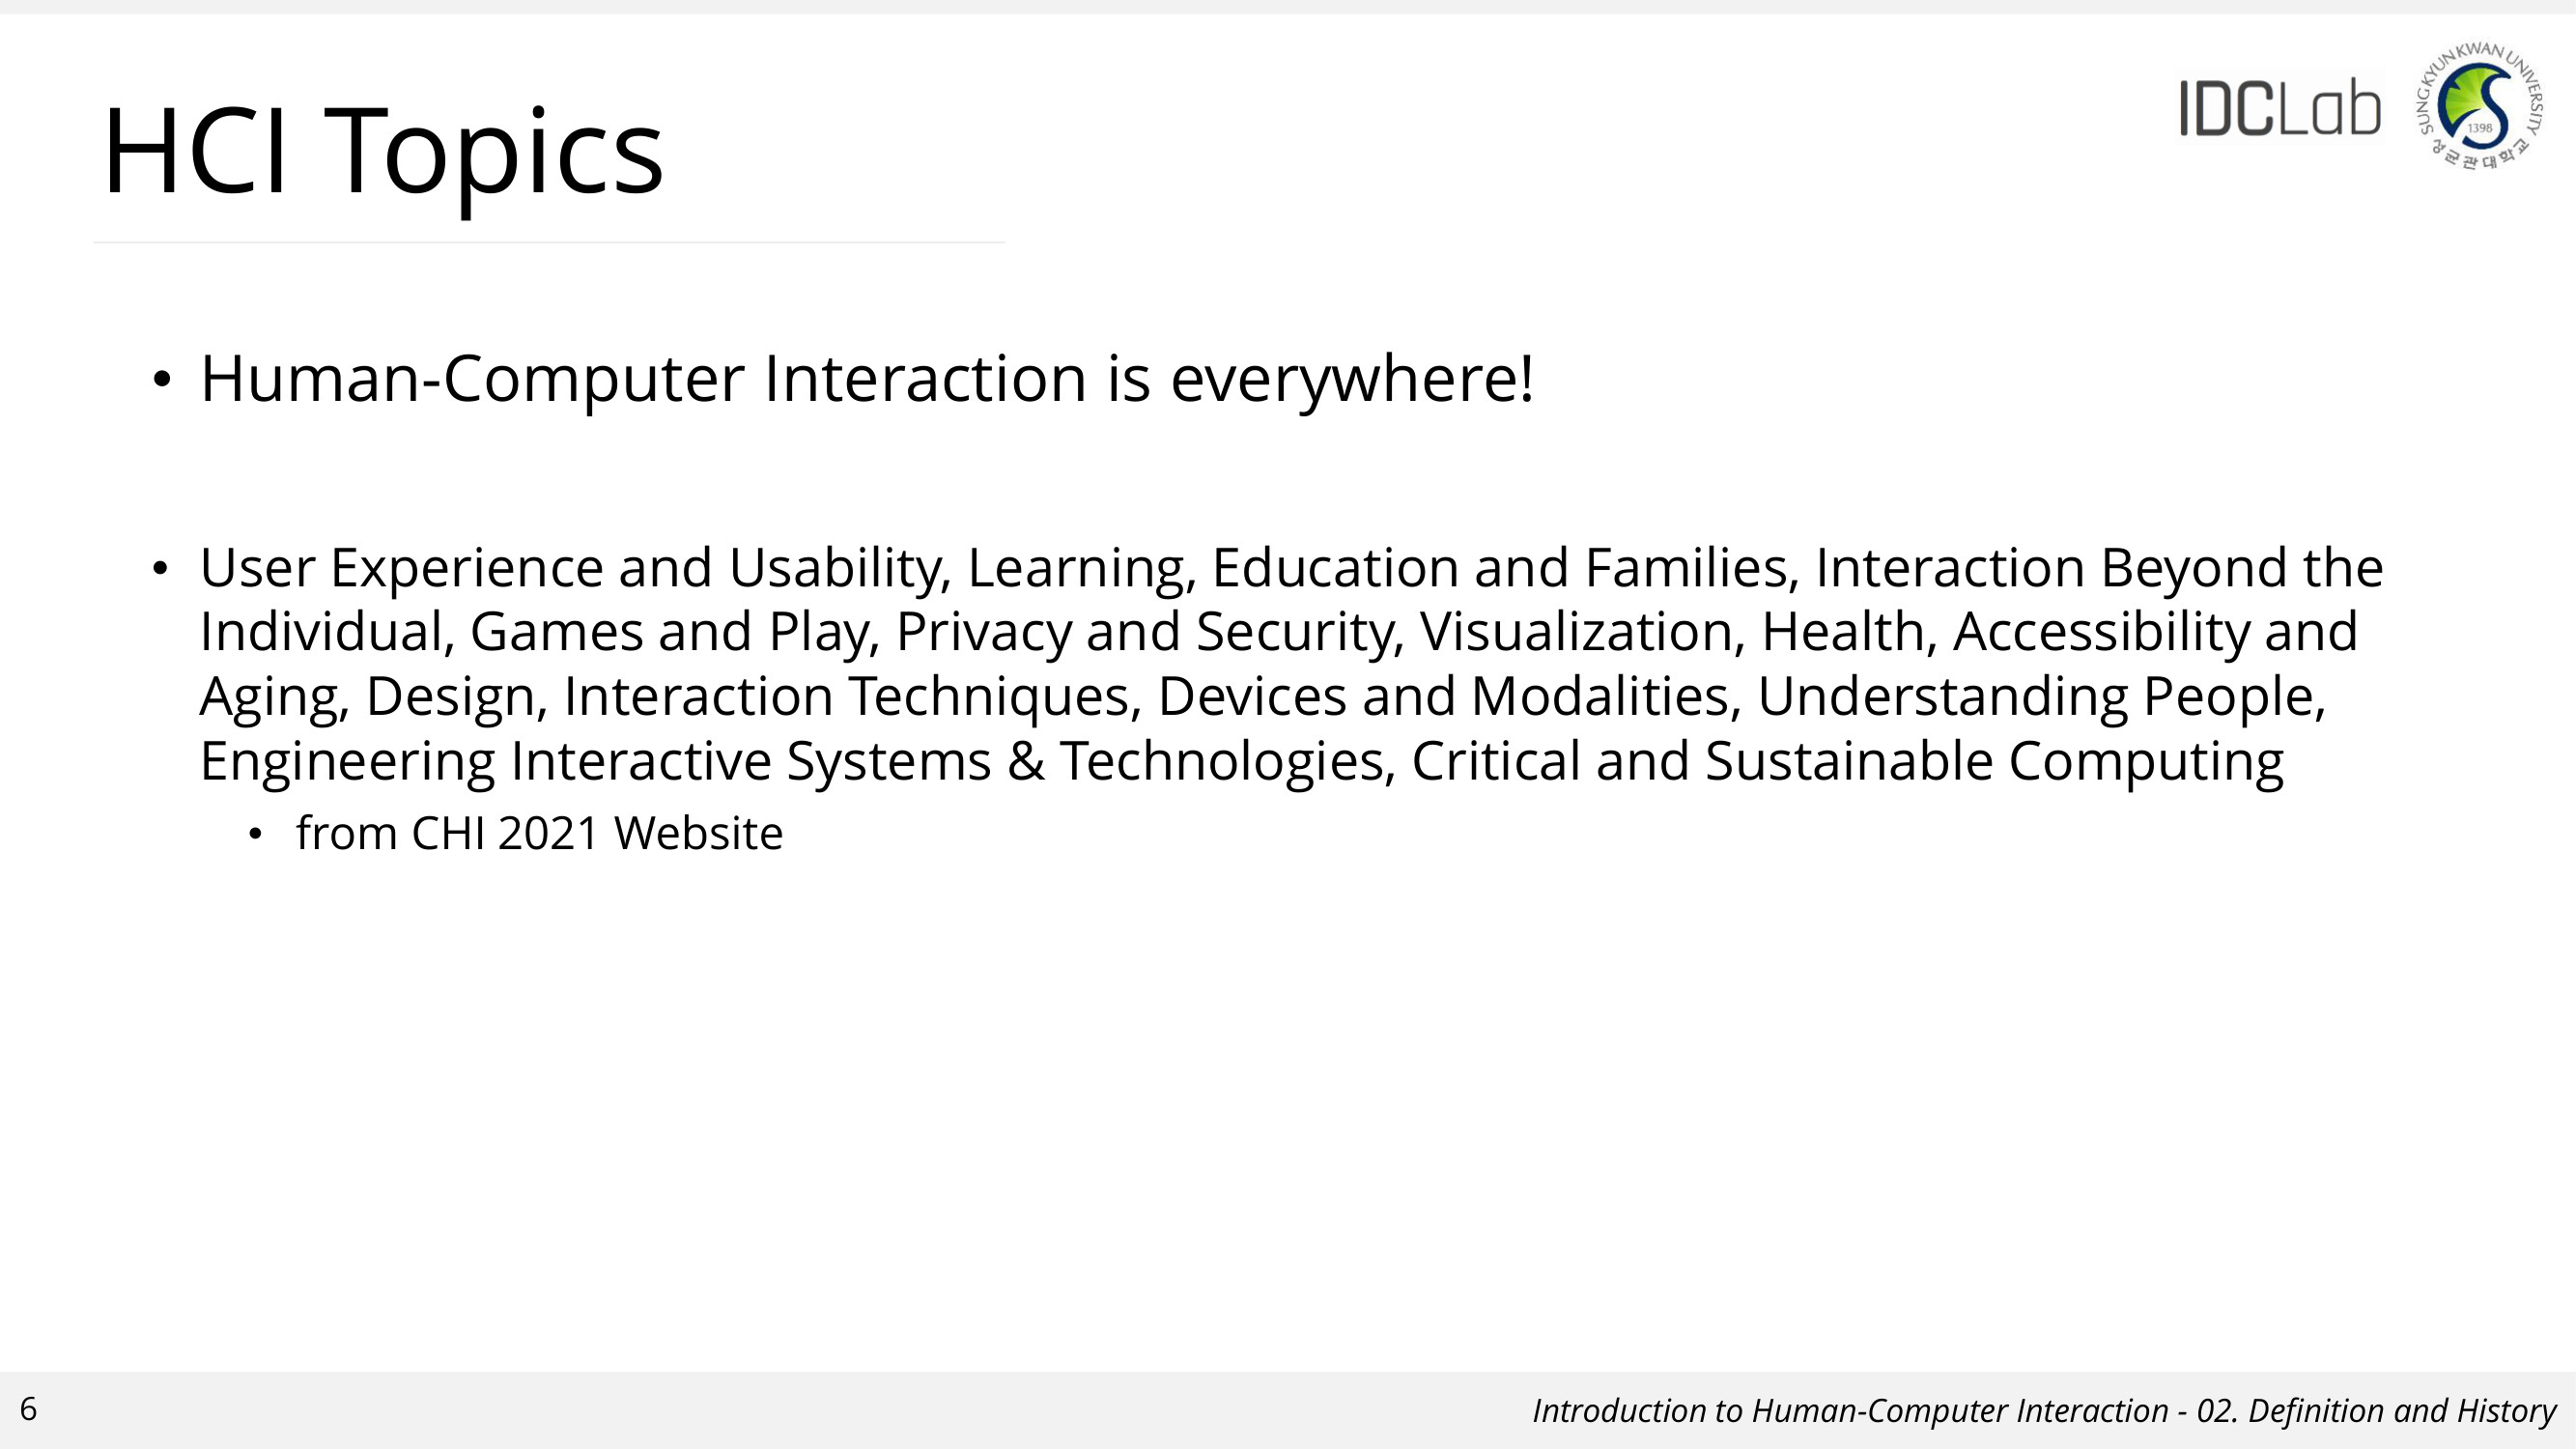 HCI Topics
IDCLab
SUNGKYUNKWAN UNIVERSITY
1398
성균관대학교
• Human-Computer Interaction is everywhere!
• User Experience and Usability, Learning, Education and Families, Interaction Beyond the
Individual, Games and Play, Privacy and Security, Visualization, Health, Accessibility and
Aging, Design, Interaction Techniques, Devices and Modalities, Understanding People,
Engineering Interactive Systems & Technologies, Critical and Sustainable Computing
• from CHI 2021 Website
6
Introduction to Human-Computer Interaction - 02. Definition and History